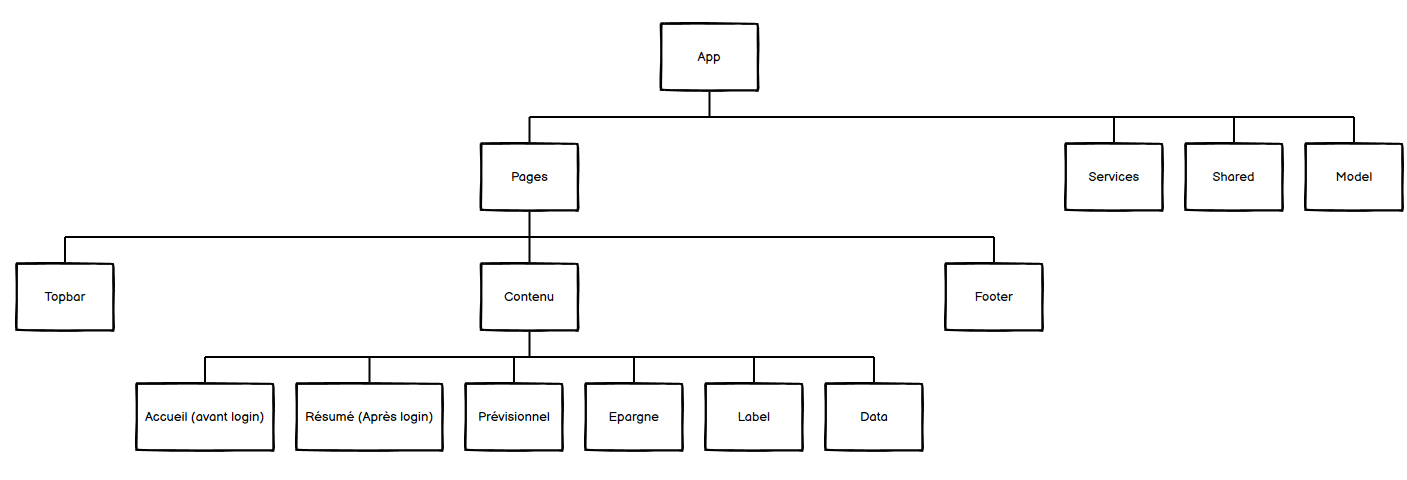 App
Pages
Services
Shared
Model
Topbar
Contenu
Footer
Accueil (avant login)
Résumé (Après login)
Prévisionnel
Epargne
Label
Data